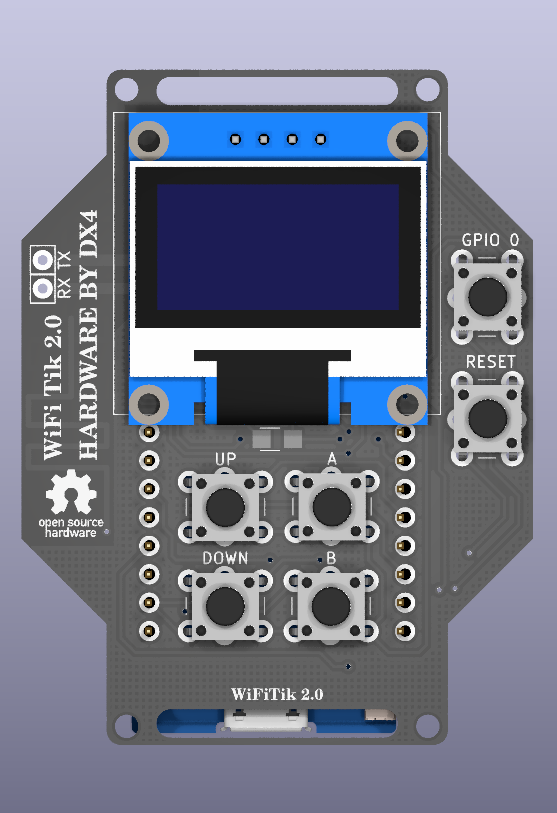 GPIO 0
RX TX
WiFi Tik 2.0
HARDWARE BY DX4
RESET
UP
A
open source
hardware
DOWN
B
WiFiTik 2.0